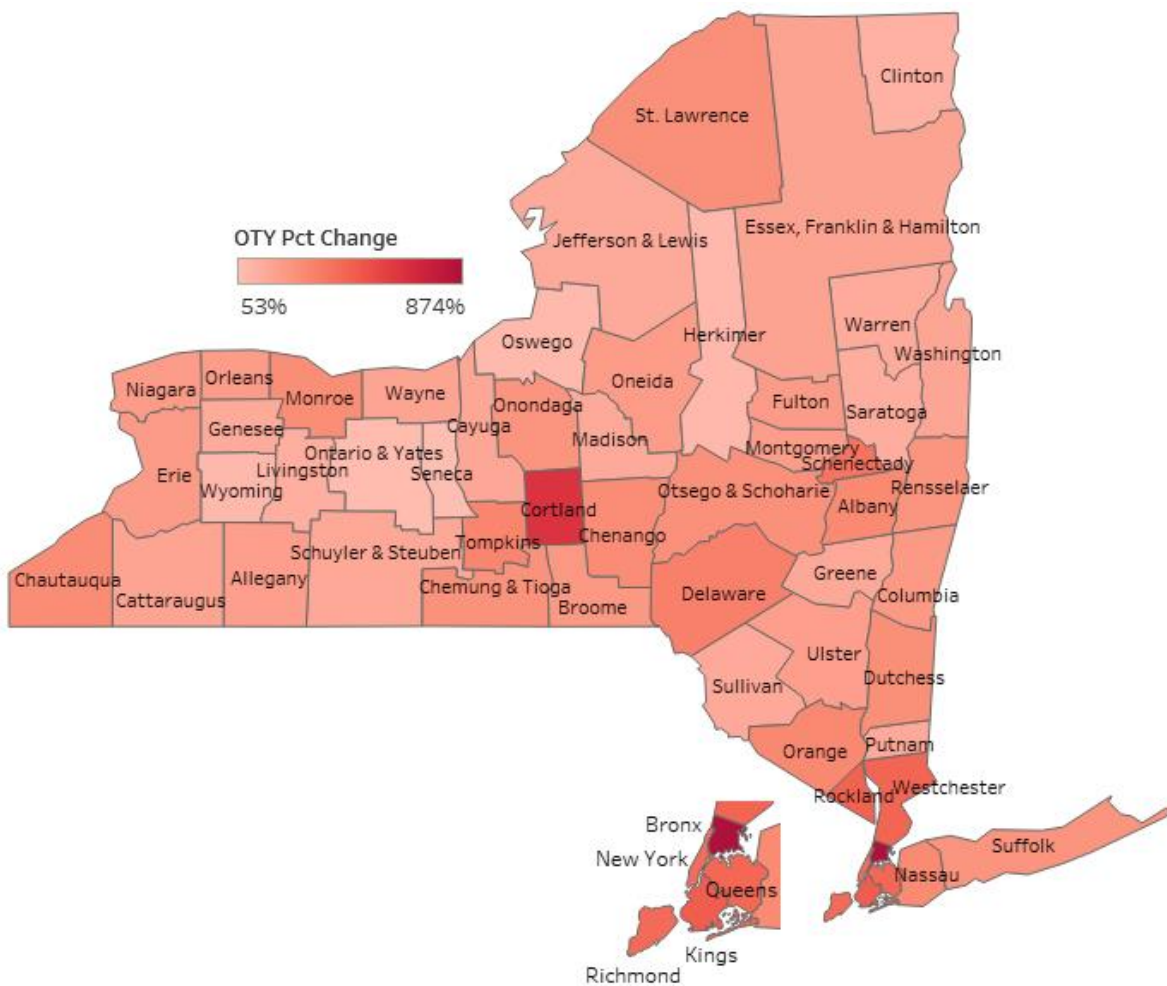 Clinton
St. Lawrence
Essex, Franklin & Hamilton
Jefferson & Lewis
OTY Pct Change
53%
874%
Herkimer
Warren
Oswego
Washington
Oneida
Orleans
Niagara
Monroe
Wayne
Fulton
Onondaga
Saratoga
Cayuga
Genesee
Madison
Montgomery
Ontario & Yates
Schenectady
Livingston
Seneca
Erie
Rensselaer
Wyoming
Otsego & Schoharie
Albany
Cortland
Chenango
Tompkins
Schuyler & Steuben
Greene
Chautauqua
Allegany
Chemung & Tioga
Delaware
Columbia
Cattaraugus
Broome
Ulster
Dutchess
Sullivan
Putnam
Orange
Westchester
Rockland
Bronx
Suffolk
New York
Nassau
Queens
Kings
Richmond